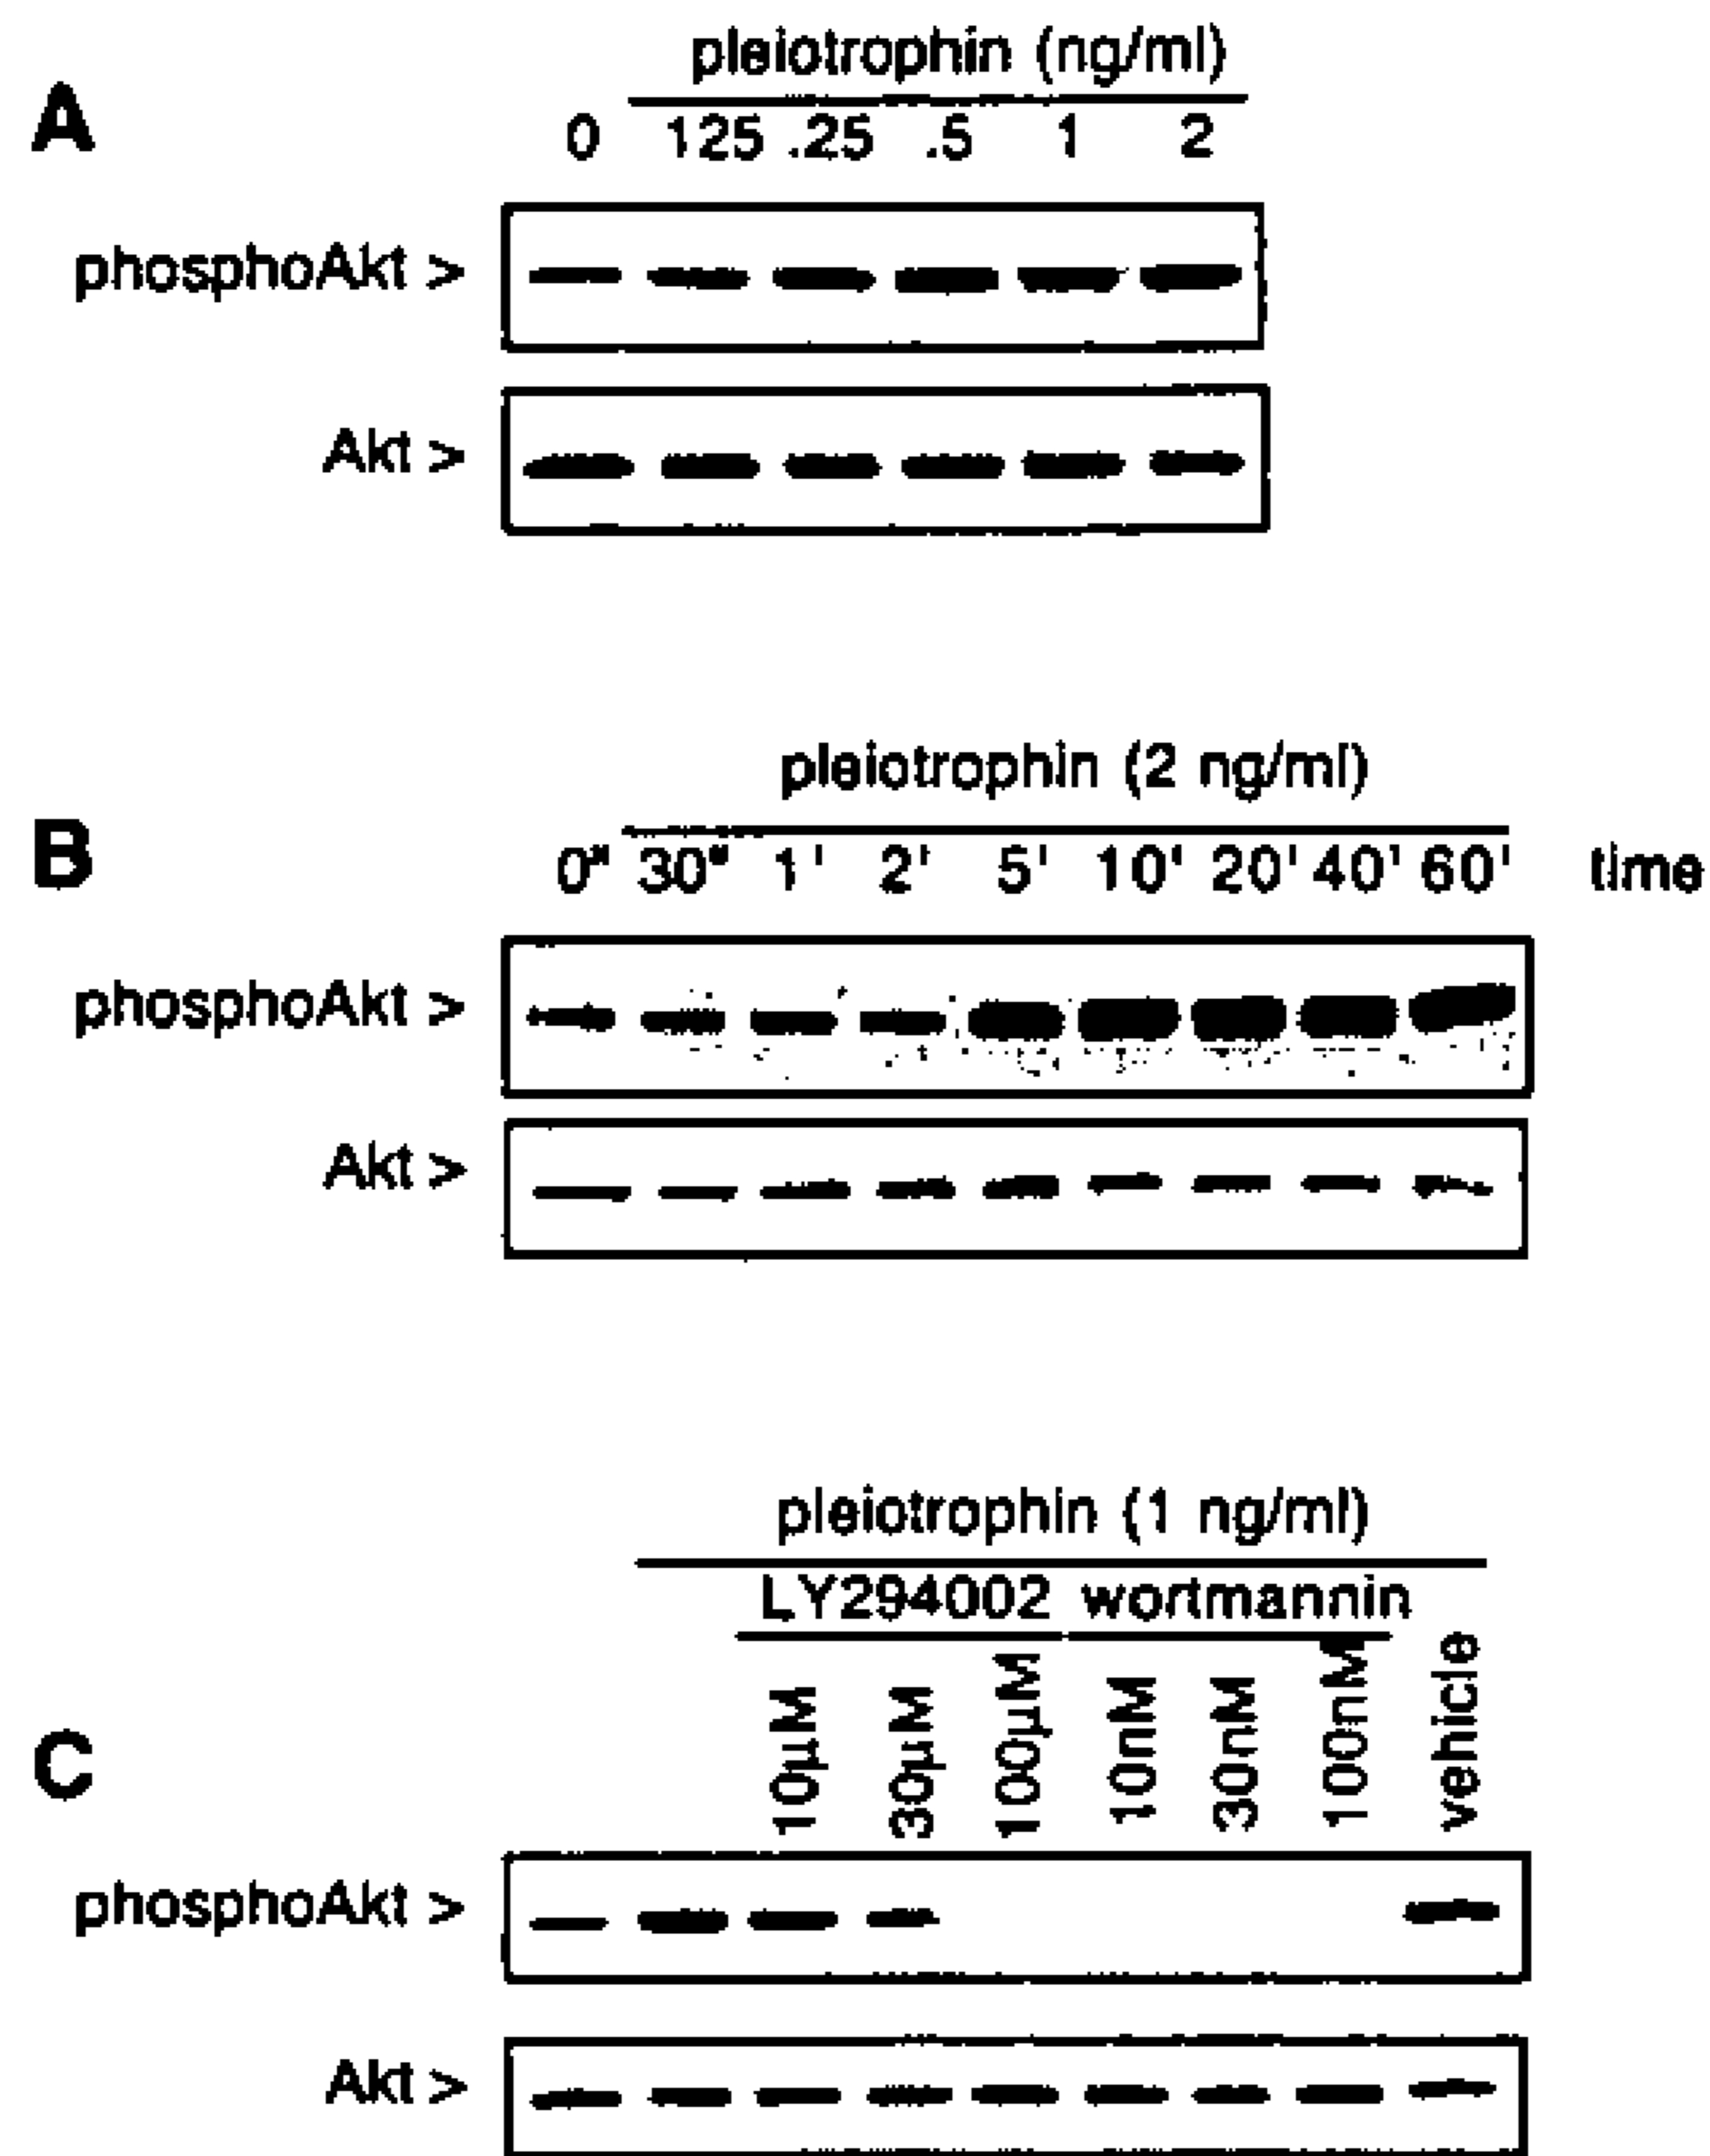 pleiotrophin (ng/ml)
A
0 125 .25 .5 1 2
phosphoAkt >
Akt >
pleiotrophin (2 ng/ml)
B
0" 30" 1' 2' 5' 10' 20' 40' 60' time
phosphoAkt >
Akt >
pleiotrophin (1 ng/ml)
LY294002 wortmannin
C
10µM 30µM 100µM 10nM 30nM 100nM vehicle
phosphoAkt >
Akt >